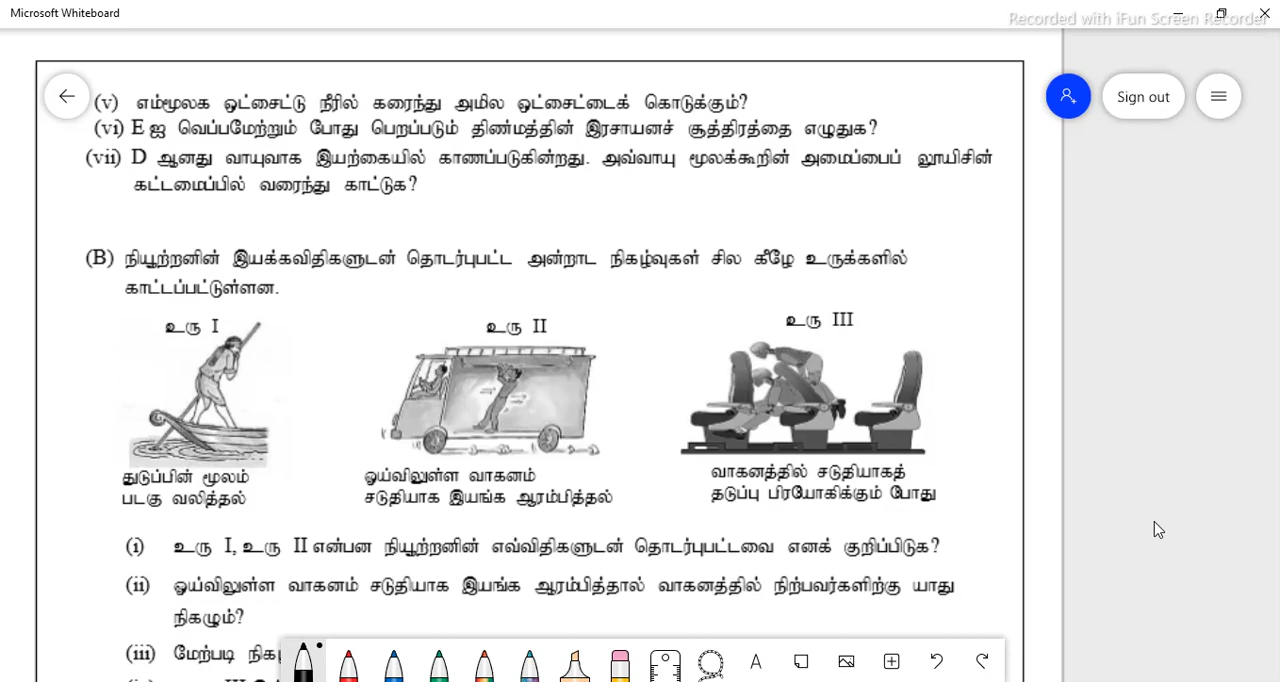 Microsoft Whiteboard
Recorded with iFun Screen Recorder
Sign out
(v) எம்மூலக ஒட்சைட்டு நீரில் கரைந்து அமில ஒட்சைட்டைக் கொடுக்கும்?
(vi) E ஐ வெப்பமேற்றும் போது பெறப்படும் திண்மத்தின் இரசாயனச் சூத்திரத்தை எழுதுக?
(vii) D ஆனது வாயுவாக இயற்கையில் காணப்படுகின்றது. அவ்வாயு மூலக்கூறின் அமைப்பைப் லூயிசின்
கட்டமைப்பில் வரைந்து காட்டுக?
(B) நியூற்றனின் இயக்கவிதிகளுடன் தொடர்புபட்ட அன்றாட நிகழ்வுகள் சில கீழே உருக்களில்
காட்டப்பட்டுள்ளன.
உரு I
உரு II
உரு III
துடுப்பின் மூலம்
படகு வலித்தல்
ஓய்விலுள்ள வாகனம்
சடுதியாக இயங்க ஆரம்பித்தல்
வாகனத்தில் சடுதியாகத்
தடுப்பு பிரயோகிக்கும் போது
(i) உரு I, உரு II என்பன நியூற்றனின் எவ்விதிகளுடன் தொடர்புபட்டவை எனக் குறிப்பிடுக?
(ii) ஓய்விலுள்ள வாகனம் சடுதியாக இயங்க ஆரம்பித்தால் வாகனத்தில் நிற்பவர்களிற்கு யாது
நிகழும்?
(iii) மேற்படி